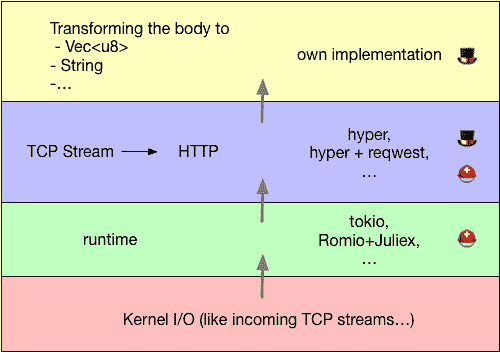 Transforming the body to
- Vec<u8>
- String
-…
own implementation
TCP Stream
HTTP
hyper,
hyper + reqwest,
…
runtime
tokio,
Romio+Juliex,
…
Kernel I/O (like incoming TCP streams…)